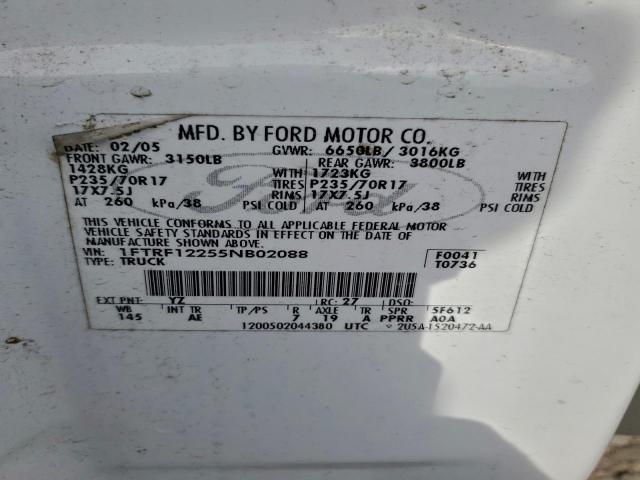 MFD. BY FORD MOTOR CO.
DATE: 02/05 GVWR: 6650LB/ 3016KG
FRONT GAWR: 3150LB REAR GAWR: 3800LB
1428KG WITH 1723KG WITH
P235/70R17 TIRES P235/70R17 TIRES
17X7.5J RIMS 17X7.5J RIMS
AT 260 kPa/38 PSI COLD AT 260 kPa/38 PSI COLD
THIS VEHICLE CONFORMS TO ALL APPLICABLE FEDERAL MOTOR
VEHICLE SAFETY STANDARDS IN EFFECT ON THE DATE OF
MANUFACTURE SHOWN ABOVE.
VIN: 1FTRF12255NB02088 F0041
TYPE: TRUCK T0736
EXT PNT: YZ RC: 27 DSO:
WB INT TR TP/PS R AXLE TR SPR 5F612
145 AE 7 19 A PPRR A0A
1200502044380 UTC 2U5A-1520472-AA
Ford